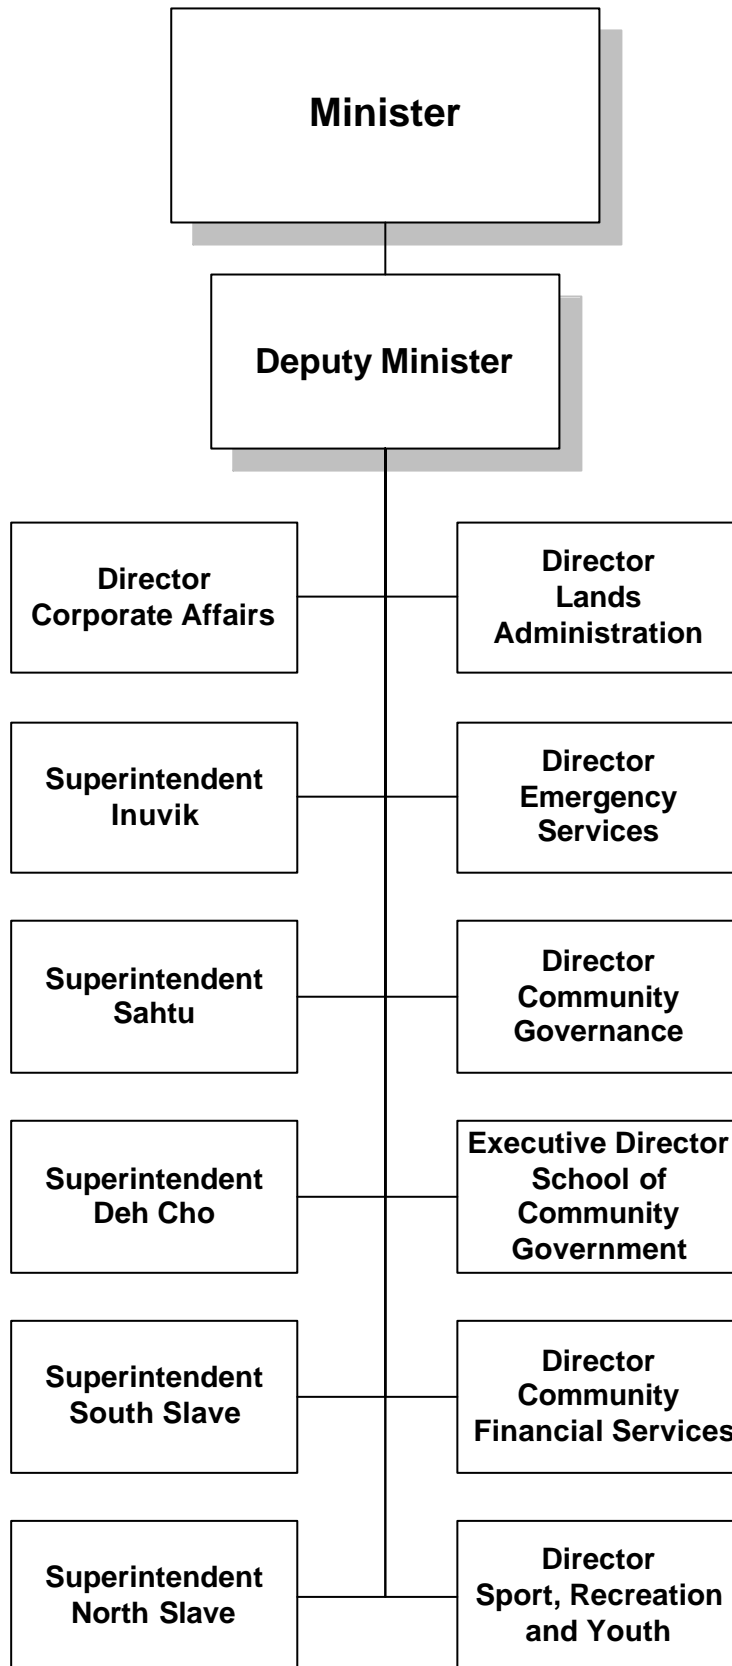 Minister
Deputy Minister
Director
Corporate Affairs
Director
Lands
Administration
Superintendent
Inuvik
Director
Emergency
Services
Superintendent
Sahtu
Director
Community
Governance
Superintendent
Deh Cho
Executive Director
School of
Community
Government
Superintendent
South Slave
Director
Community
Financial Services
Superintendent
North Slave
Director
Sport, Recreation
and Youth